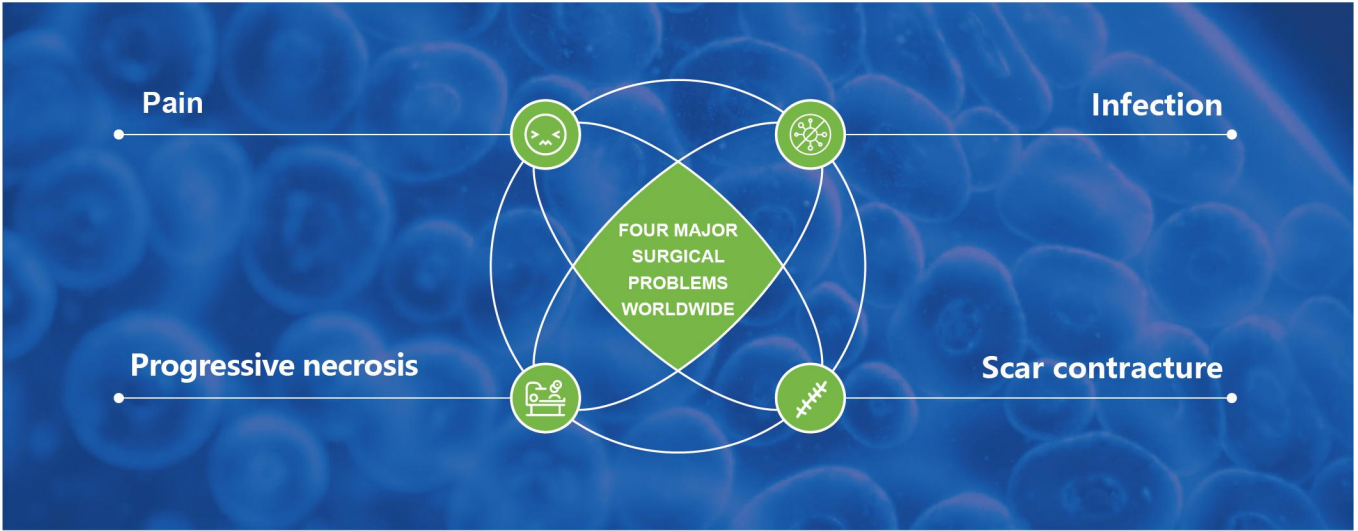 Pain
Infection
FOUR MAJOR
SURGICAL
PROBLEMS
WORLDWIDE
Progressive necrosis
Scar contracture